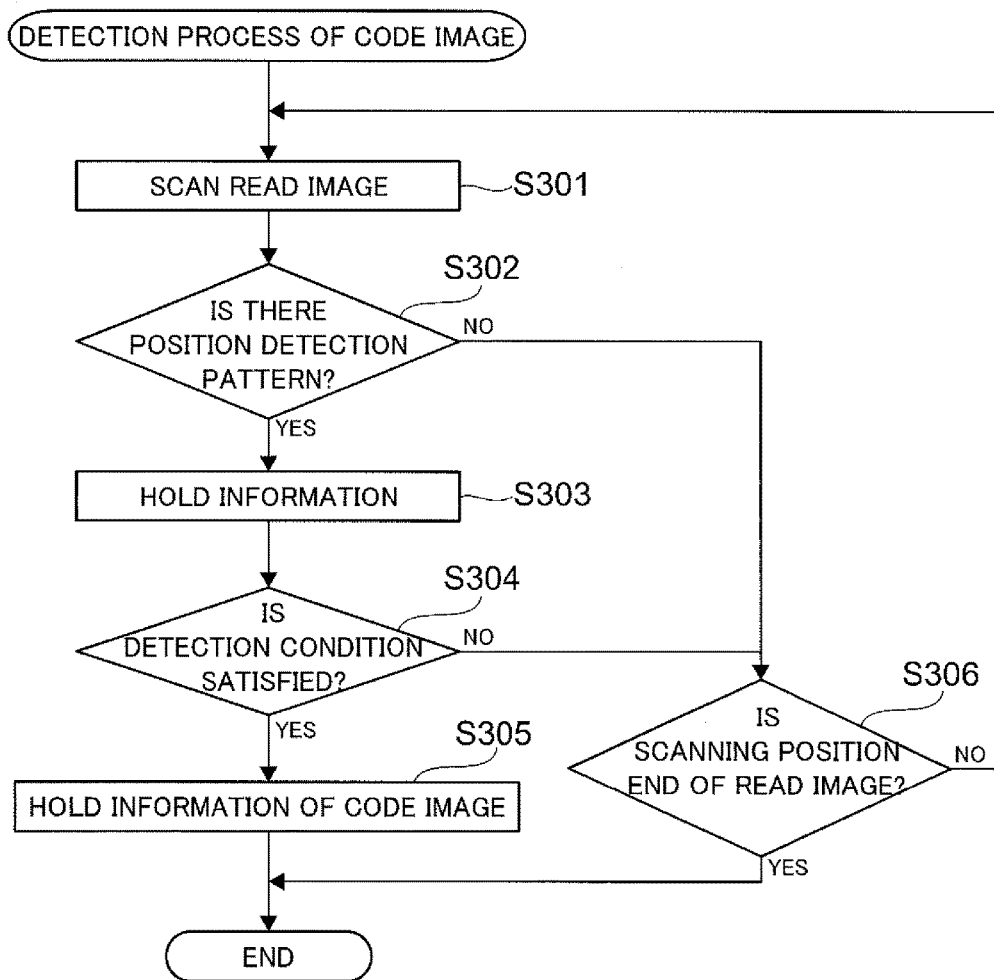 DETECTION PROCESS OF CODE IMAGE
SCAN READ IMAGE
S301
S302
IS THERE
POSITION DETECTION
PATTERN?
NO
YES
HOLD INFORMATION
S303
S304
IS
DETECTION CONDITION
SATISFIED?
NO
YES
S305
HOLD INFORMATION OF CODE IMAGE
S306
IS
SCANNING POSITION
END OF READ IMAGE?
NO
YES
END